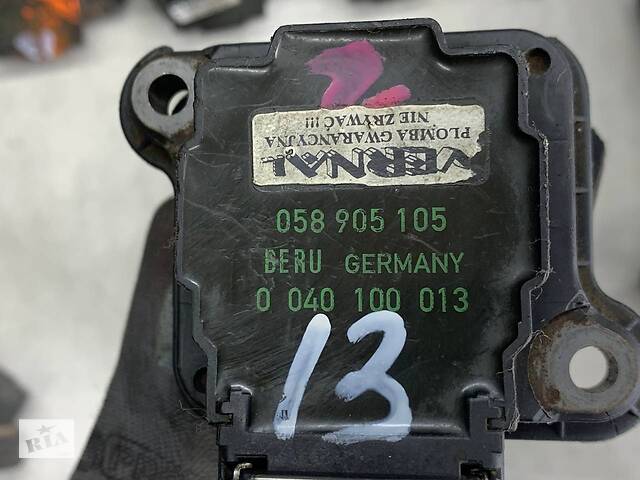 2.
VERNAL
PLOMBA GWARANCYJNA
NIE ZRYWAĆ !!!
058 905 105
BERU GERMANY
0 040 100 013
13
RIA